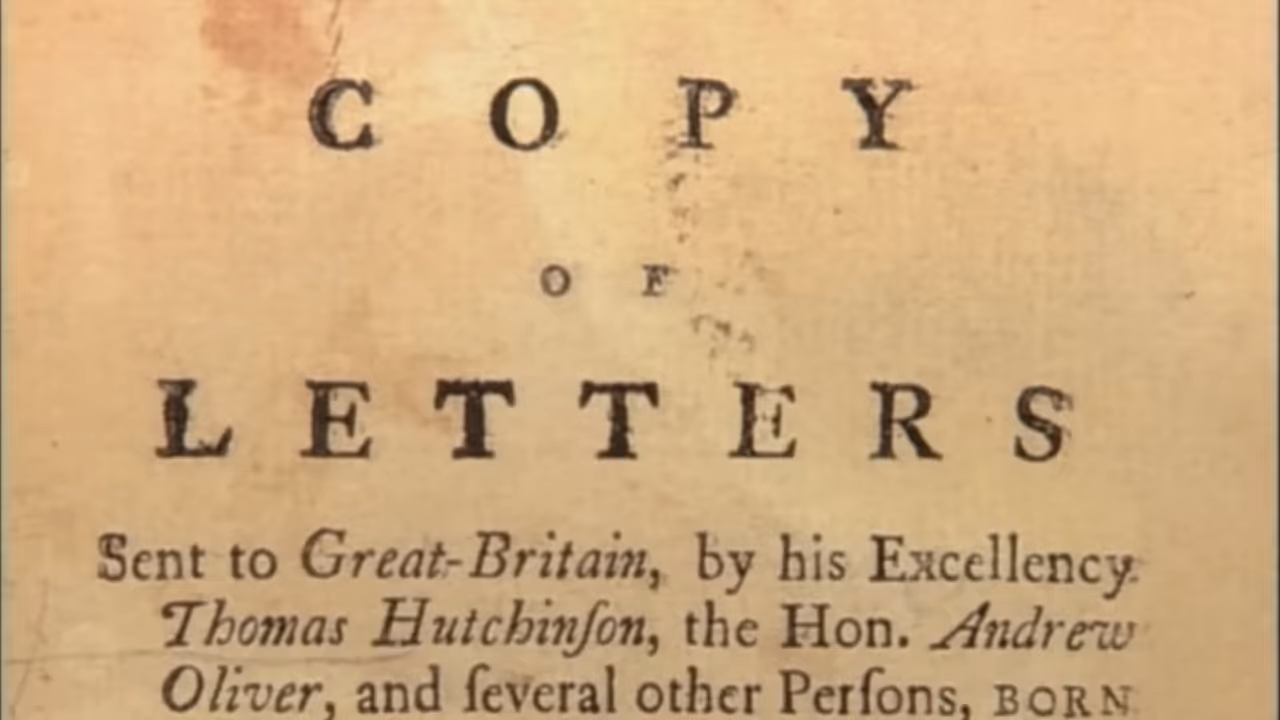 COPY
OF
LETTERS
Sent to Great-Britain, by his Excellency
Thomas Hutchinſon, the Hon. Andrew
Oliver, and ſeveral other Perſons, BORN